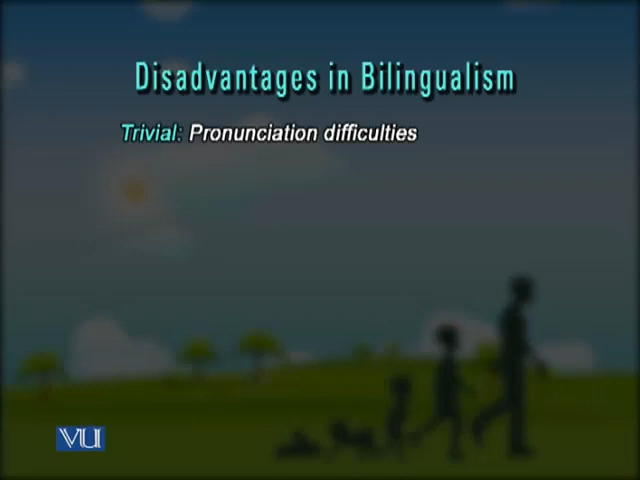 Disadvantages in Bilingualism
Trivial: Pronunciation difficulties
VU